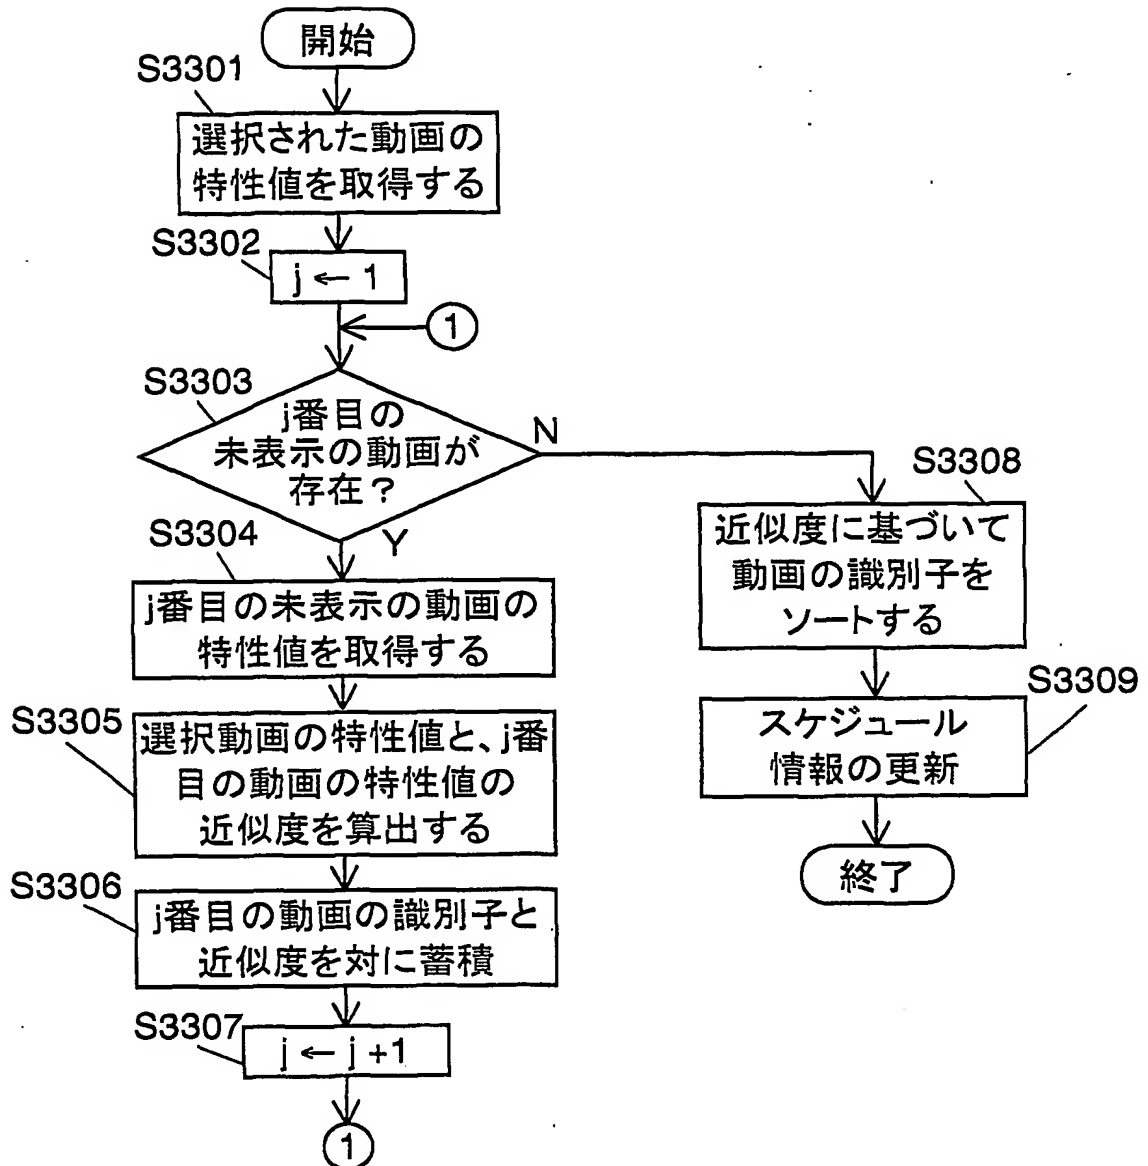 開始
S3301
選択された動画の
特性値を取得する
S3302
j ← 1
1
S3303
j番目の
未表示の動画が
存在?
N
Y
S3304
j番目の未表示の動画の
特性値を取得する
S3305
選択動画の特性値と、j番
目の動画の特性値の
近似度を算出する
S3306
j番目の動画の識別子と
近似度を対に蓄積
S3307
j ← j +1
1
S3308
近似度に基づいて
動画の識別子を
ソートする
S3309
スケジュール
情報の更新
終了